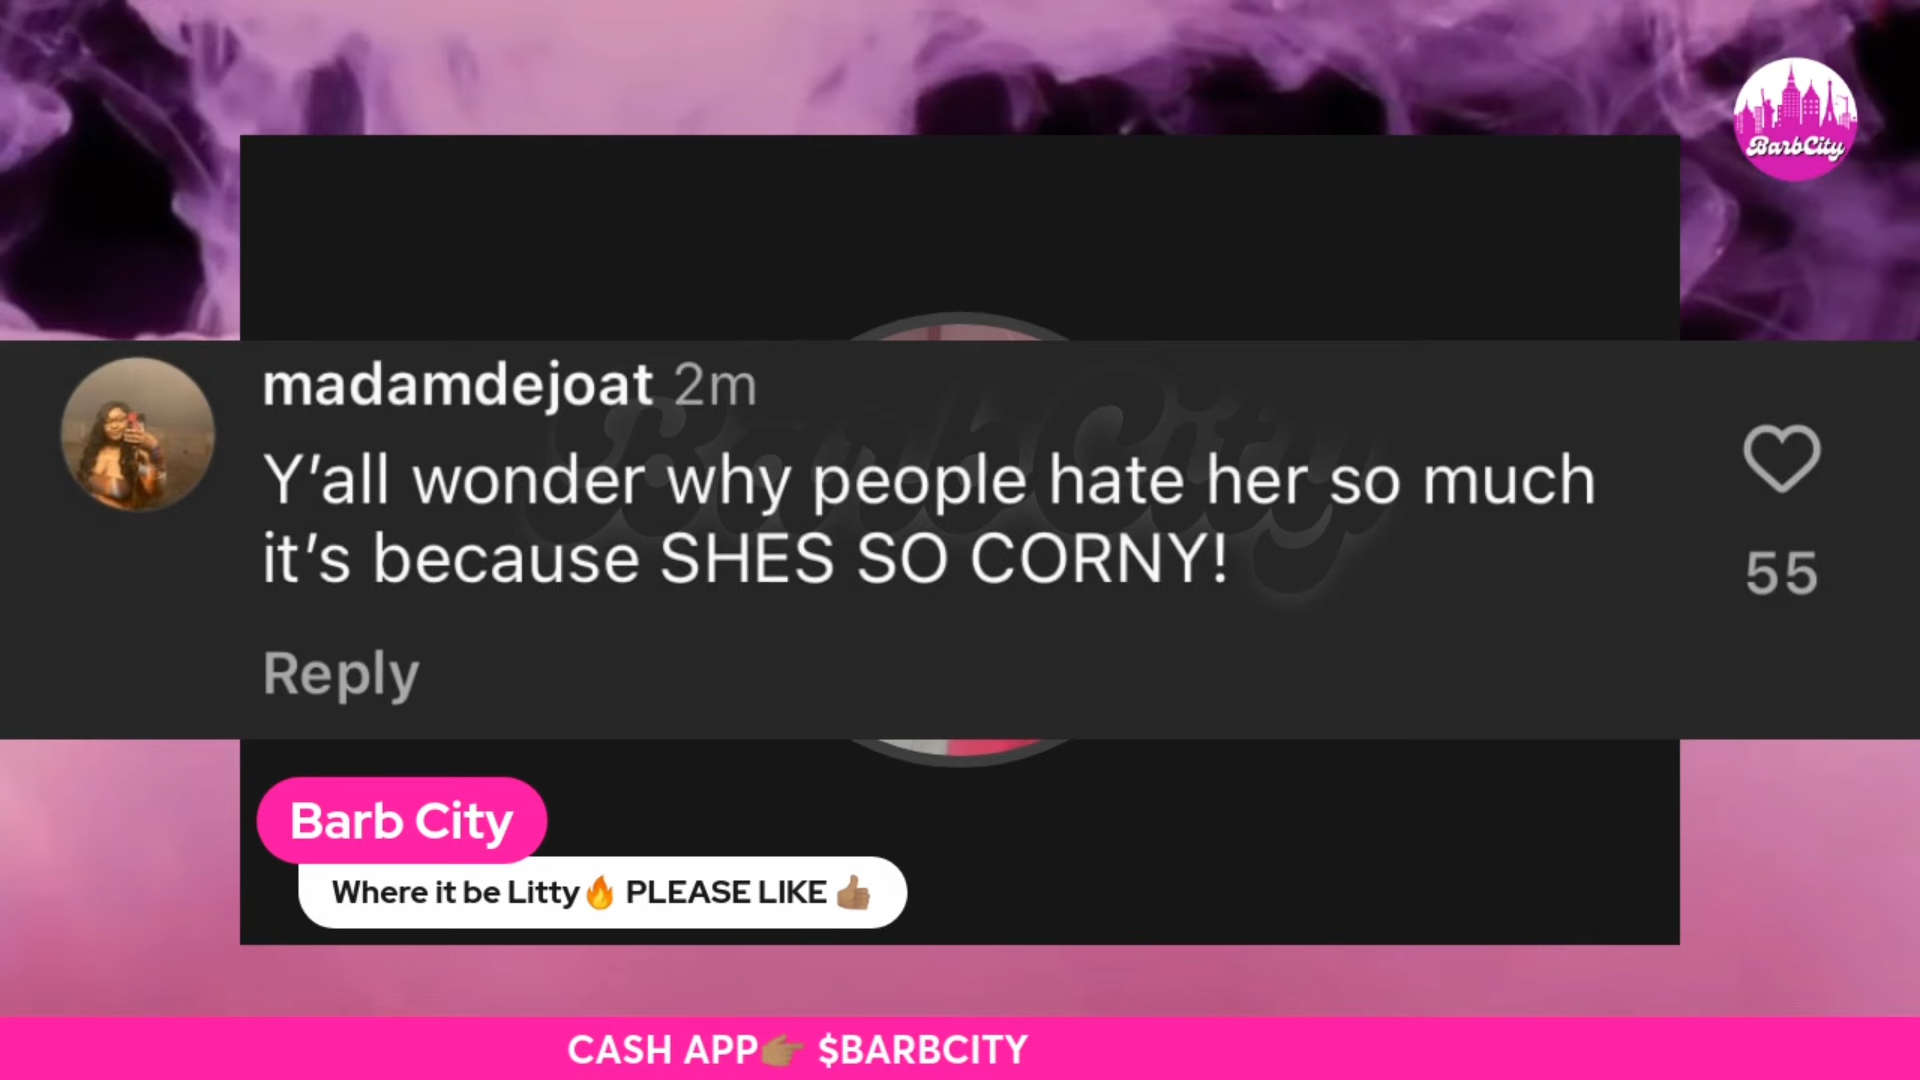 BarbCity
madamdejoat 2m
Y'all wonder why people hate her so much
it's because SHES SO CORNY!
55
Reply
BarbCity
Barb City
Where it be Litty🔥 PLEASE LIKE 👍🏽
CASH APP👉🏽 $BARBCITY